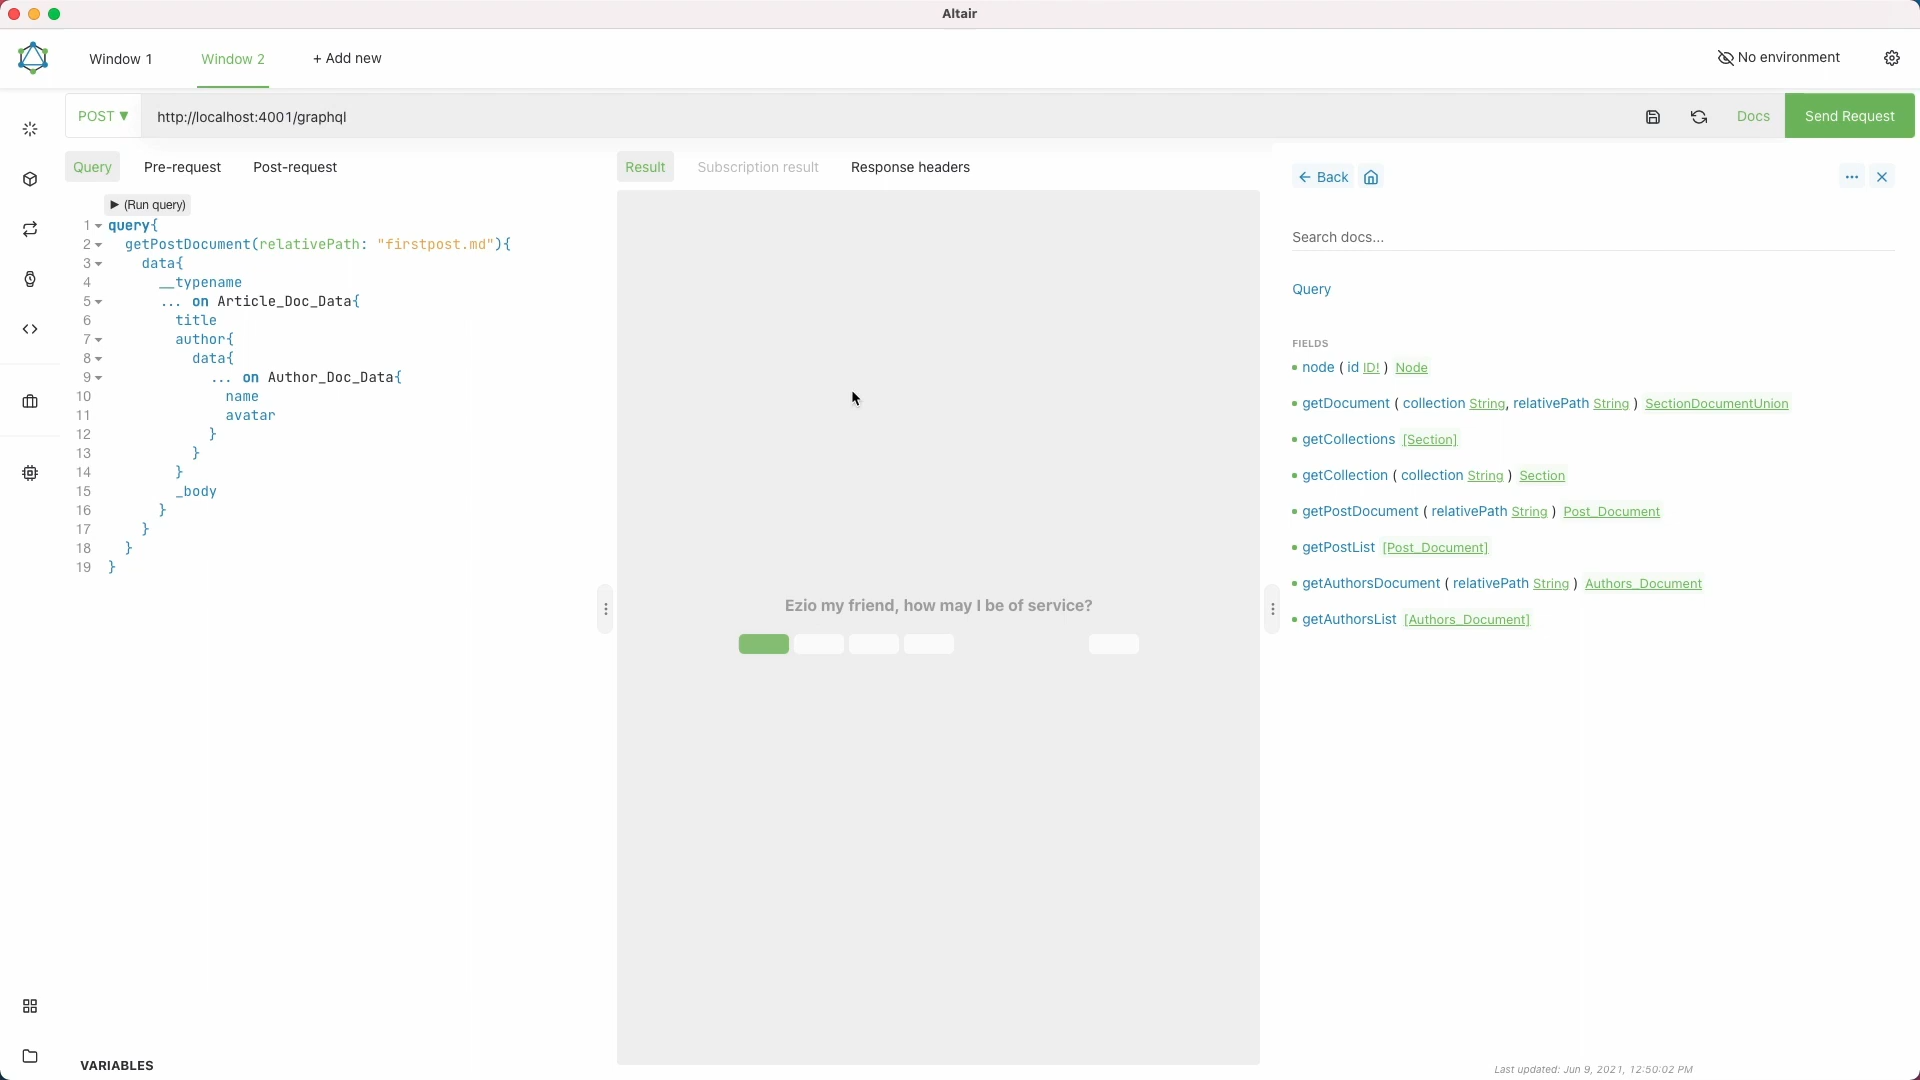 Altair
Window 1
Window 2
+ Add new
No environment
POST ▼
http://localhost:4001/graphql
Docs
Send Request
Query
Pre-request
Post-request
▶ (Run query)
1 query{
2 getPostDocument(relativePath: "firstpost.md"){
3 data{
4 __typename
5 ... on Article_Doc_Data{
6 title
7 author{
8 data{
9 ... on Author_Doc_Data{
10 name
11 avatar
12 }
13 }
14 }
15 _body
16 }
17 }
18 }
19 }
VARIABLES
Result
Subscription result
Response headers
Ezio my friend, how may I be of service?
← Back
Search docs...
Query
FIELDS
node ( id ID! ) Node
getDocument ( collection String, relativePath String ) SectionDocumentUnion
getCollections [Section]
getCollection ( collection String ) Section
getPostDocument ( relativePath String ) Post_Document
getPostList [Post_Document]
getAuthorsDocument ( relativePath String ) Authors_Document
getAuthorsList [Authors_Document]
Last updated: Jun 9, 2021, 12:50:02 PM